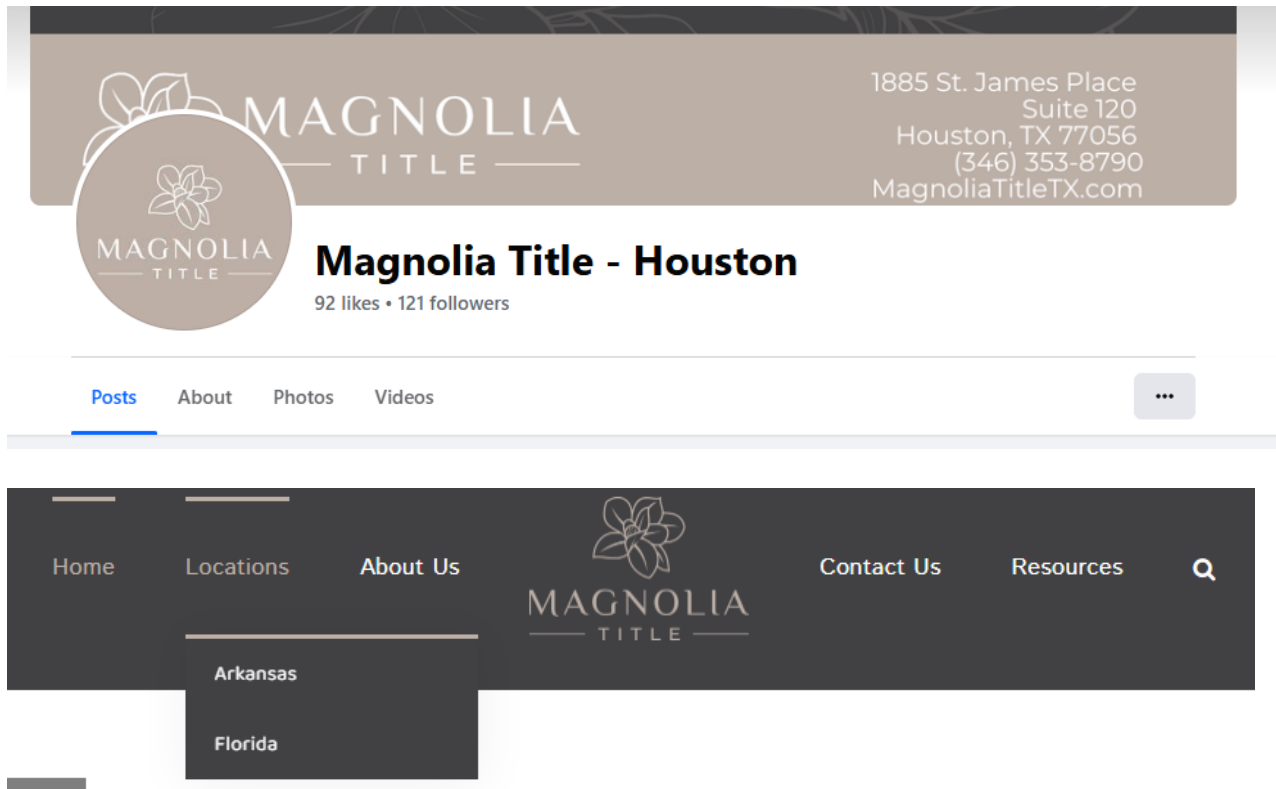 MAGNOLIA
TITLE
1885 St. James Place
Suite 120
Houston, TX 77056
(346) 353-8790
MagnoliaTitleTX.com
MAGNOLIA
TITLE
Magnolia Title - Houston
92 likes • 121 followers
Posts About Photos Videos
Home Locations About Us
MAGNOLIA
TITLE
Contact Us Resources
Arkansas
Florida